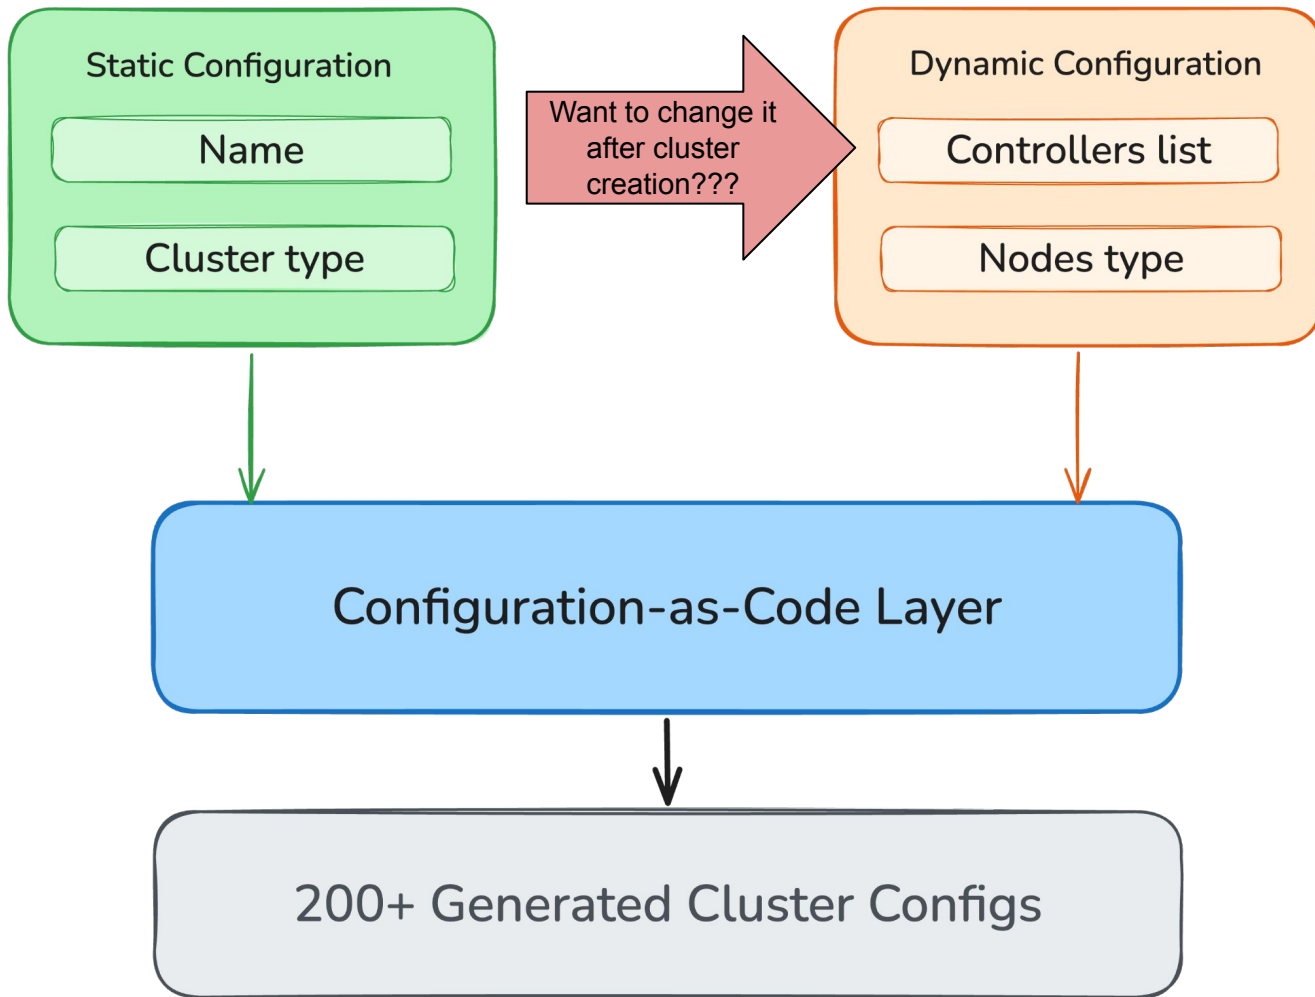 Static Configuration
Name
Cluster type
Want to change it
after cluster
creation???
Dynamic Configuration
Controllers list
Nodes type
Configuration-as-Code Layer
200+ Generated Cluster Configs